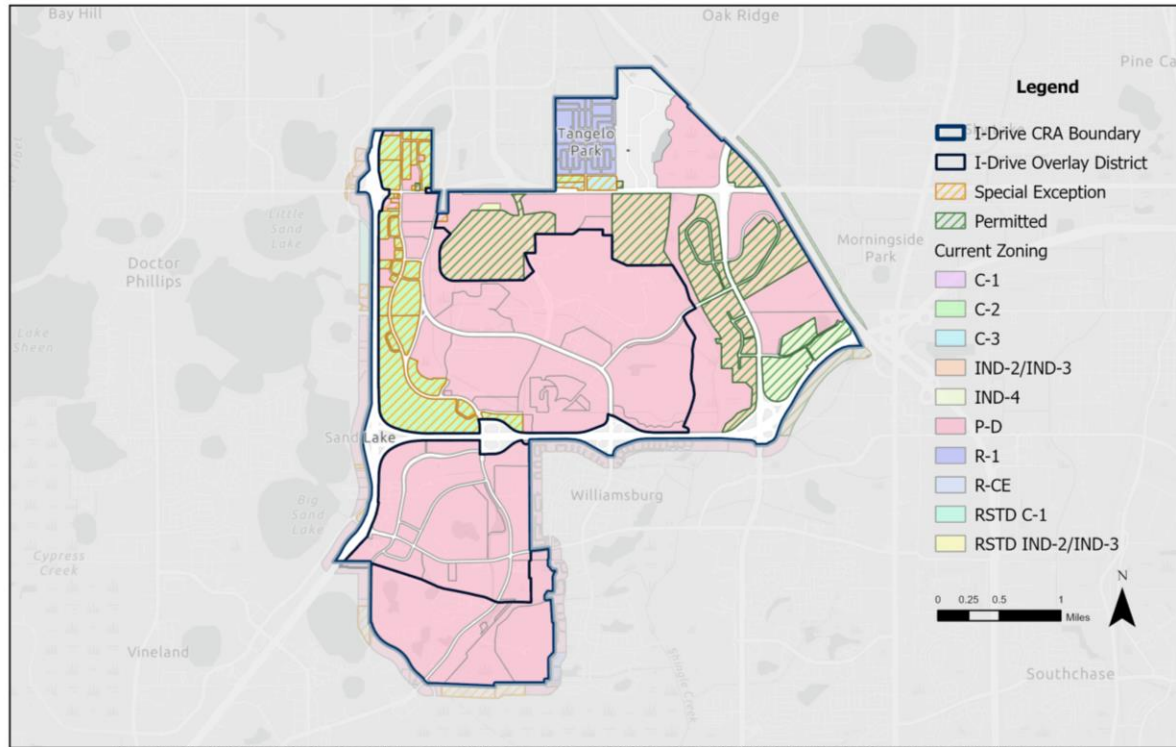 Bay Hill
Oak Ridge
Pine Ca
Legend
I-Drive CRA Boundary
I-Drive Overlay District
Tangelo
Park
Special Exception
Permitted
Little
Sand
Lake
Morningside
Park
Current Zoning
Doctor
Phillips
C-1
C-2
C-3
Lake
Sheen
IND-2/IND-3
IND-4
P-D
Sand Lake
R-1
Williamsburg
R-CE
Big
Sand
Lake
RSTD C-1
RSTD IND-2/IND-3
Cypress
Creek
N
0 0.25 0.5 1
Miles
Vineland
Shingle Creek
Southchase